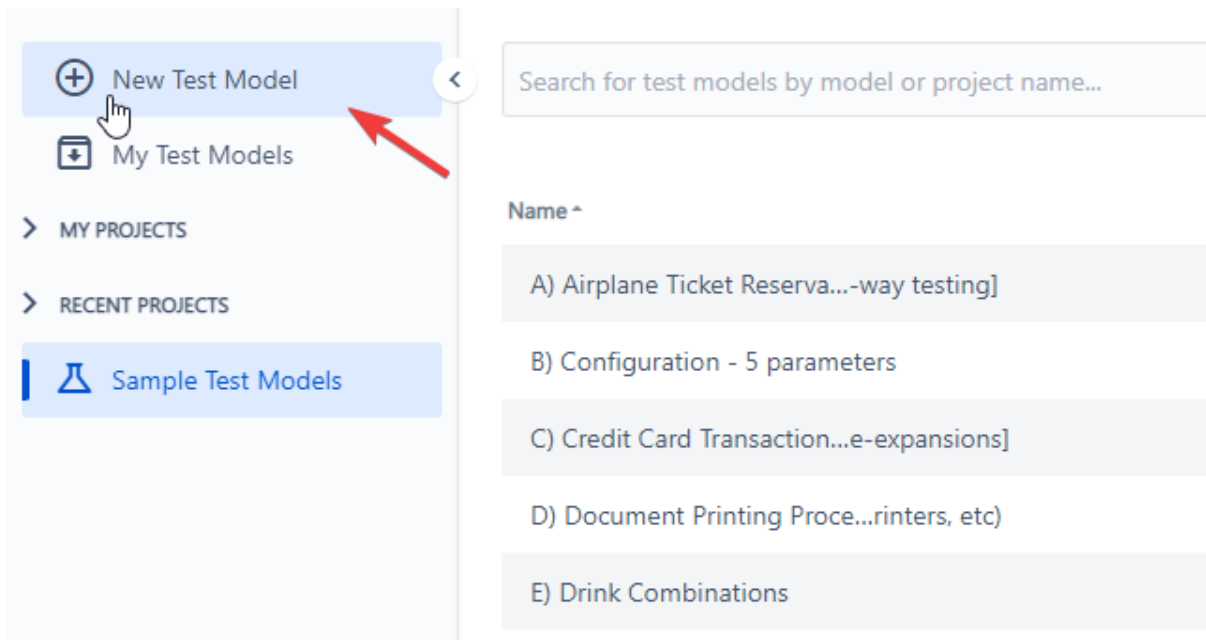 New Test Model
My Test Models
MY PROJECTS
RECENT PROJECTS
Sample Test Models
Search for test models by model or project name...
Name
A) Airplane Ticket Reserva...-way testing]
B) Configuration - 5 parameters
C) Credit Card Transaction...e-expansions]
D) Document Printing Proce...rinters, etc)
E) Drink Combinations